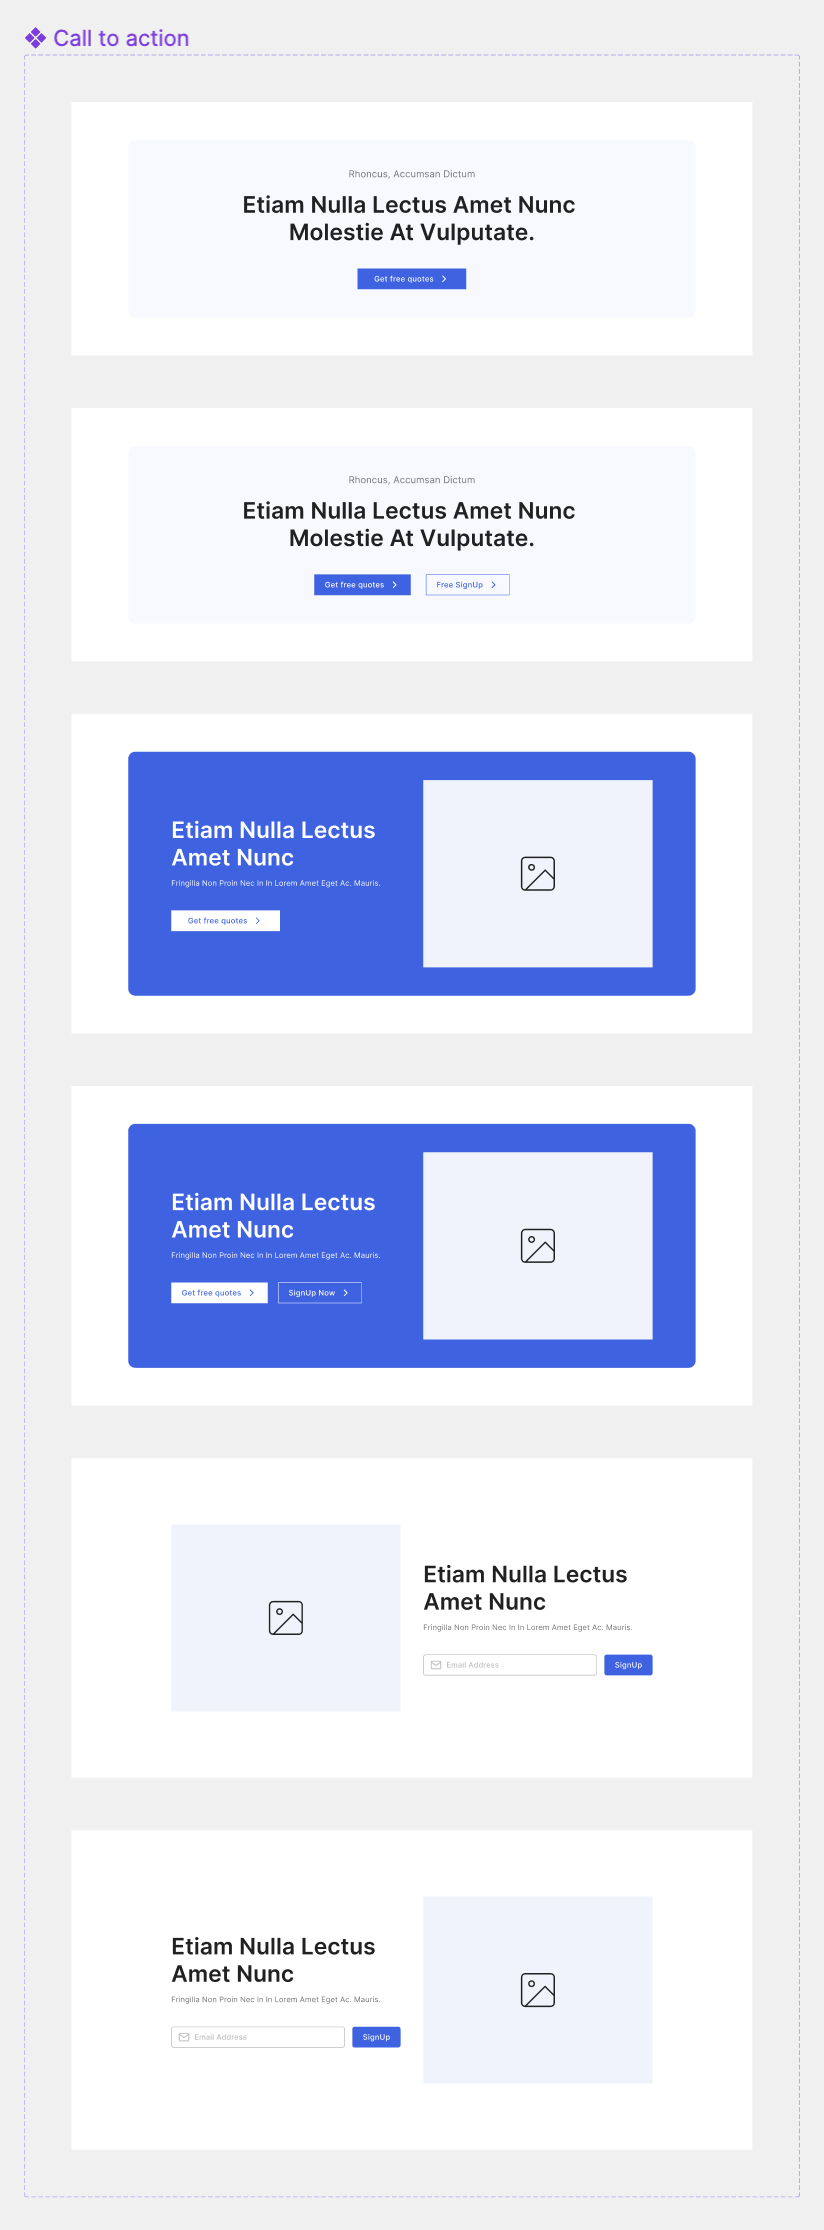 Call to action
Rhoncus, Accumsan Dictum
Etiam Nulla Lectus Amet Nunc
Molestie At Vulputate.
Get free quotes
Rhoncus, Accumsan Dictum
Etiam Nulla Lectus Amet Nunc
Molestie At Vulputate.
Get free quotes Free SignUp
Etiam Nulla Lectus
Amet Nunc
Fringilla Non Proin Nec In In Lorem Amet Eget Ac. Mauris.
Get free quotes
Etiam Nulla Lectus
Amet Nunc
Fringilla Non Proin Nec In In Lorem Amet Eget Ac. Mauris.
Get free quotes SignUp Now
Etiam Nulla Lectus
Amet Nunc
Fringilla Non Proin Nec In In Lorem Amet Eget Ac. Mauris.
Email Address SignUp
Etiam Nulla Lectus
Amet Nunc
Fringilla Non Proin Nec In In Lorem Amet Eget Ac. Mauris.
Email Address SignUp